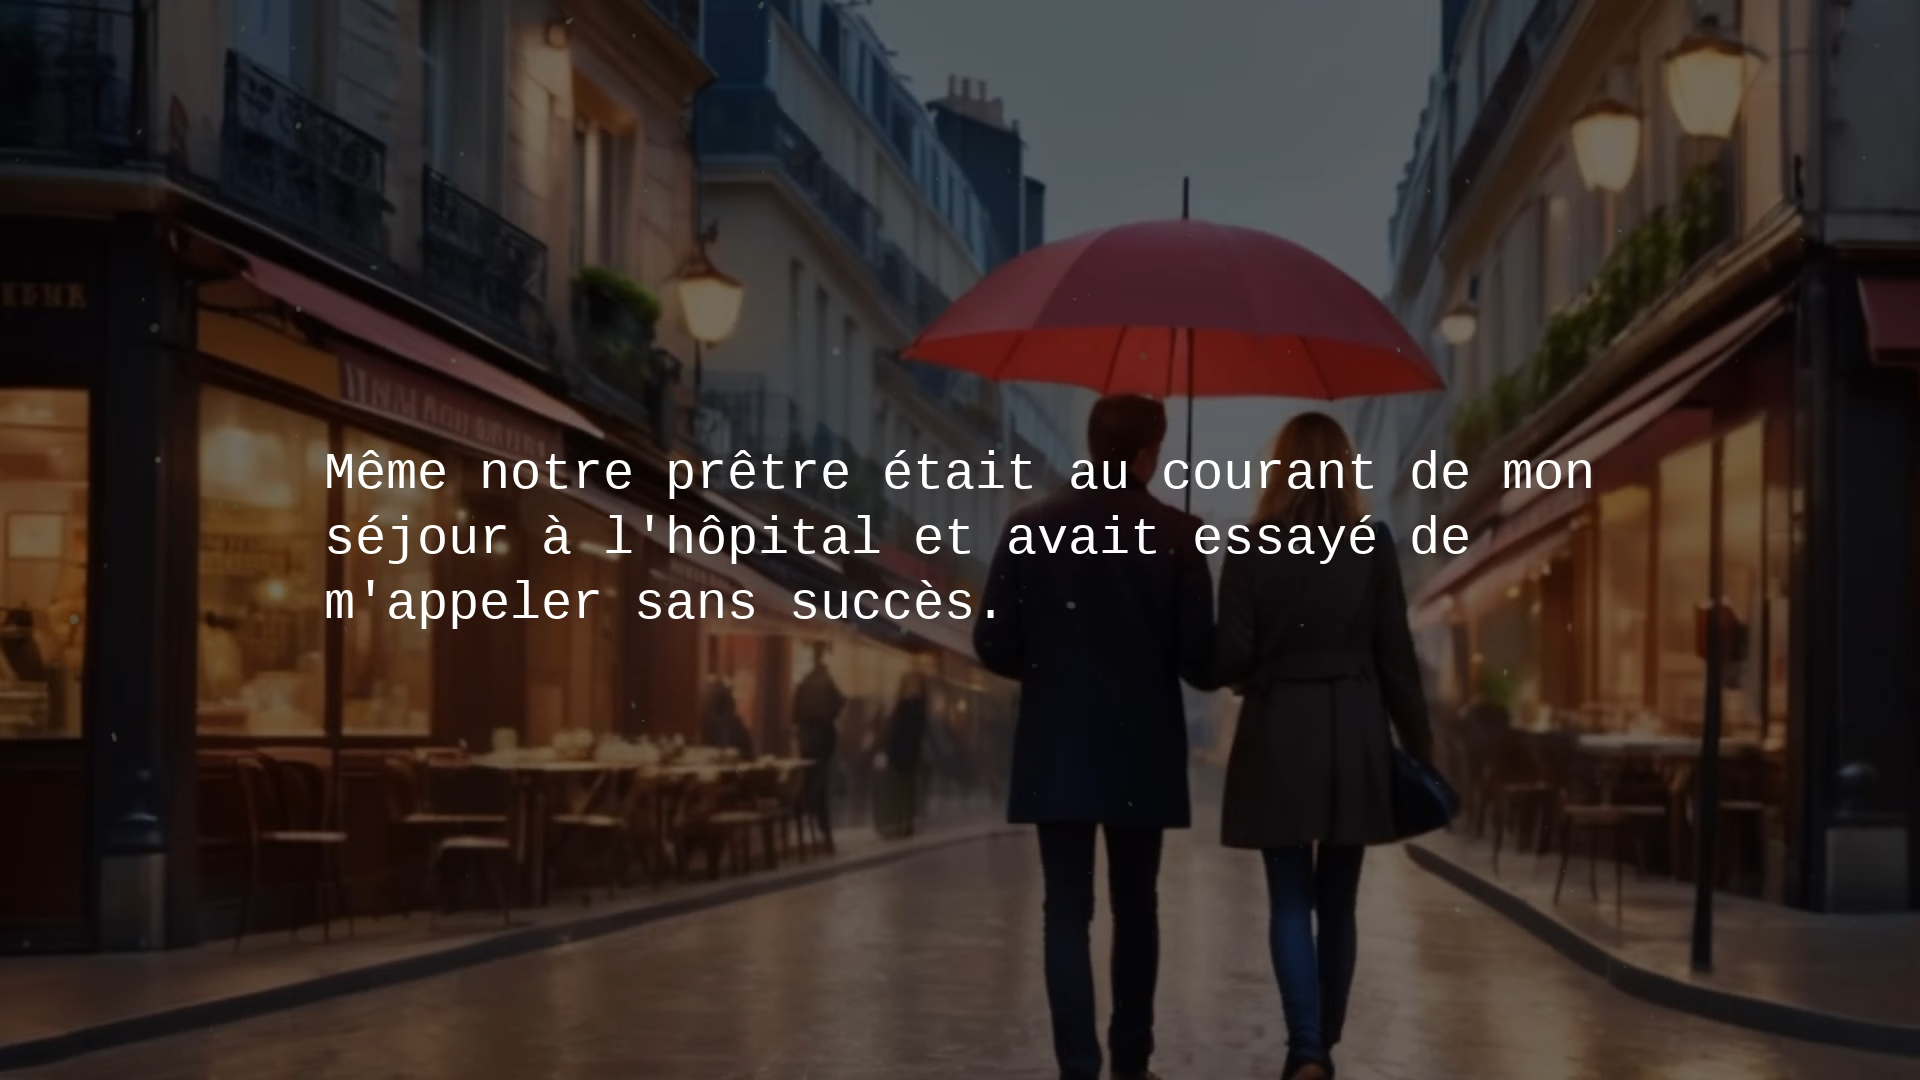 Même notre prêtre était au courant de mon
séjour à l'hôpital et avait essayé de
m'appeler sans succès.